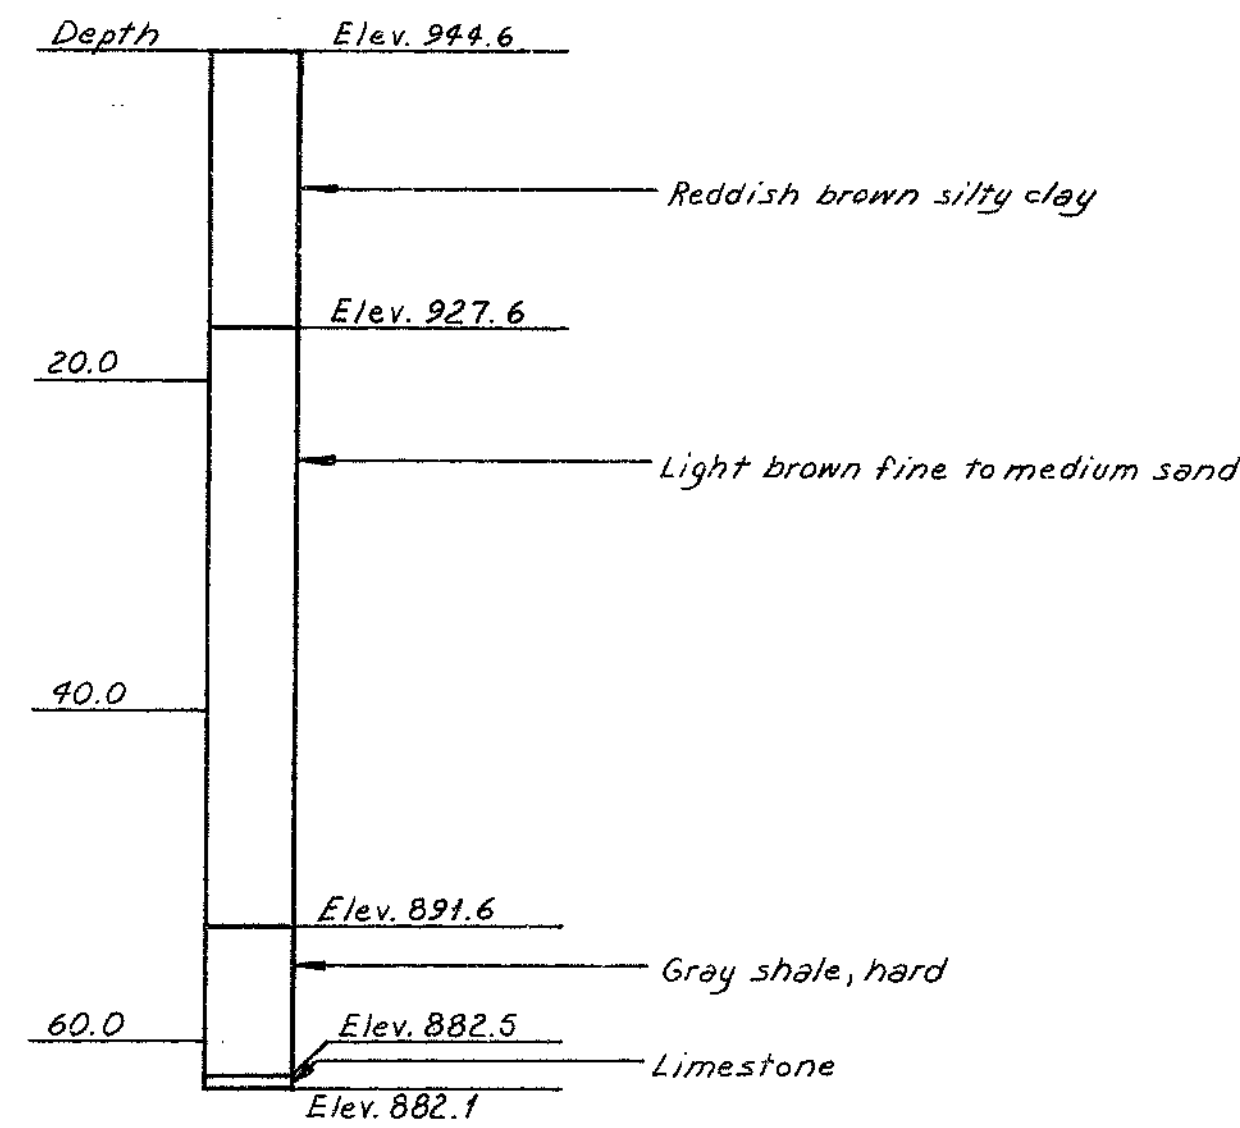 Depth
Elev. 944.6
Reddish brown silty clay
Elev. 927.6
20.0
Light brown fine to medium sand
40.0
Elev. 891.6
Gray shale, hard
60.0
Elev. 882.5
Limestone
Elev. 882.1